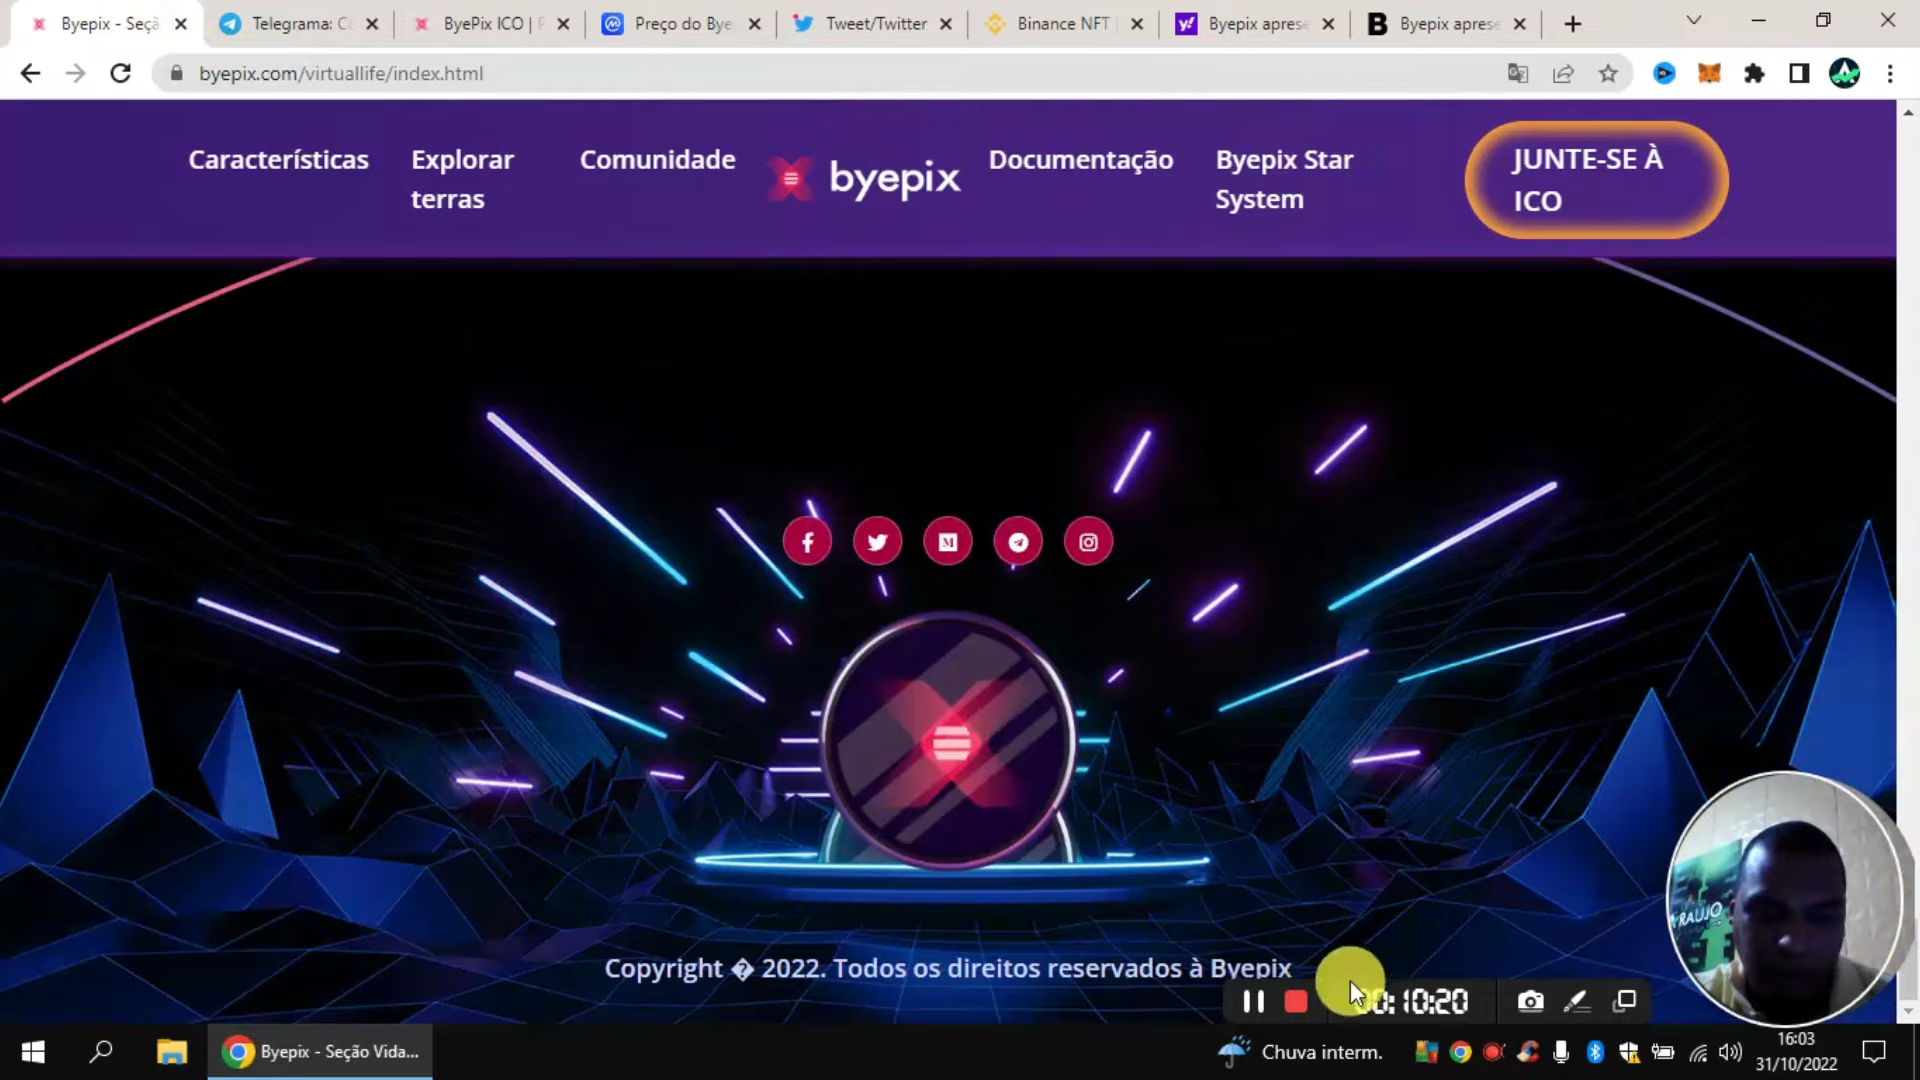 Byepix - Seçã
Telegrama: C
ByePix ICO | P
Preço do Bye
Tweet/Twitter
Binance NFT
Byepix apres
Byepix apres
byepix.com/virtuallife/index.html
Características
Explorar
terras
Comunidade
byepix
Documentação
Byepix Star
System
JUNTE-SE À
ICO
Copyright � 2022. Todos os direitos reservados à Byepix
00:10:20
Byepix - Seção Vida...
Chuva interm.
16:03
31/10/2022